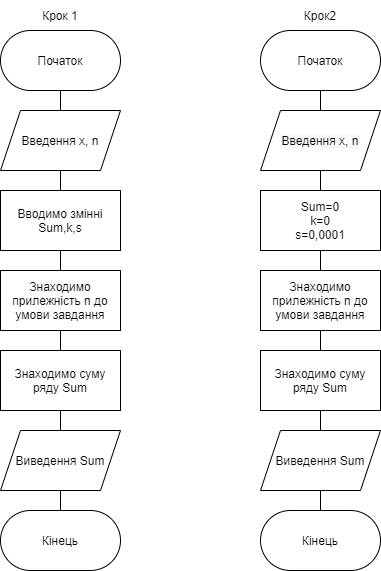 Крок 1
Початок
Введення x, n
Вводимо змінні
Sum,k,s
Знаходимо
прилежність n до
умови завдання
Знаходимо суму
ряду Sum
Виведення Sum
Кінець
Крок2
Початок
Введення x, n
Sum=0
k=0
s=0,0001
Знаходимо
прилежність n до
умови завдання
Знаходимо суму
ряду Sum
Виведення Sum
Кінець